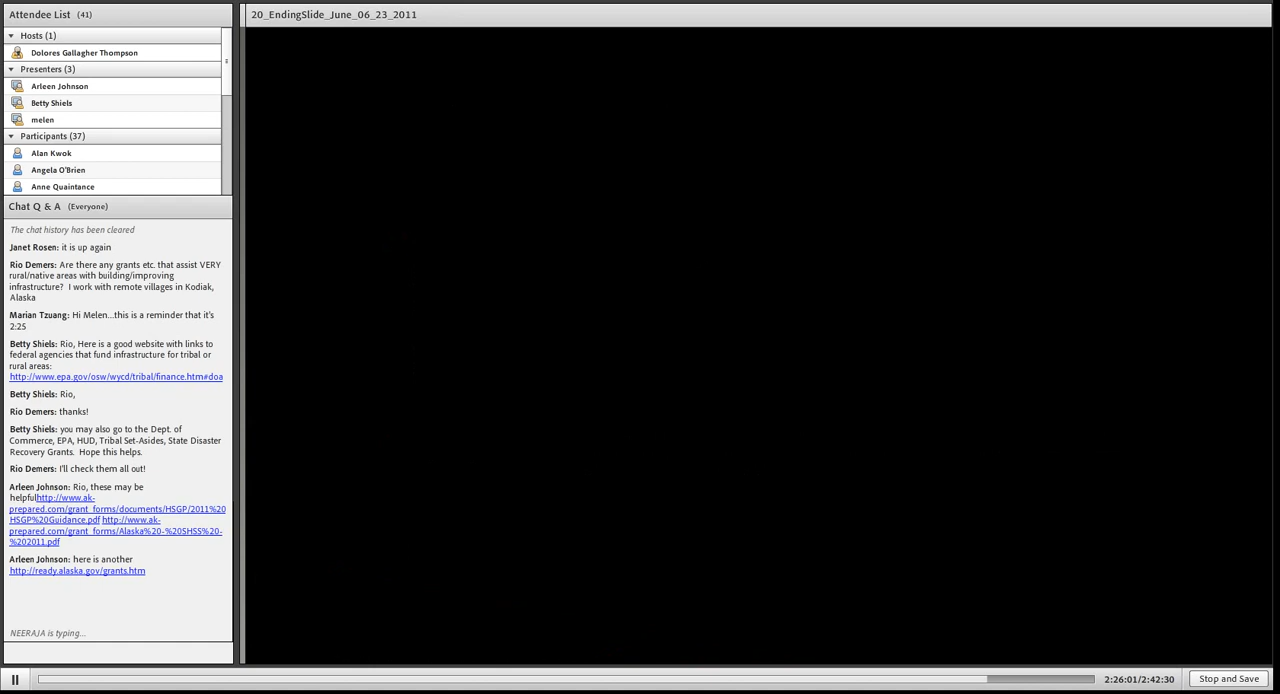 Attendee List (41)
Hosts (1)
Dolores Gallagher Thompson
Presenters (3)
Arleen Johnson
Betty Shiels
melen
Participants (37)
Alan Kwok
Angela O'Brien
Anne Quaintance
Chat Q & A (Everyone)
The chat history has been cleared
Janet Rosen: it is up again
Rio Demers: Are there any grants etc. that assist VERY
rural/native areas with building/improving
infrastructure? I work with remote villages in Kodiak,
Alaska
Marian Tzuang: Hi Melen...this is a reminder that it's
2:25
Betty Shiels: Rio, Here is a good website with links to
federal agencies that fund infrastructure for tribal or
rural areas:
http://www.epa.gov/osw/wycd/tribal/finance.htm#doa
Betty Shiels: Rio,
Rio Demers: thanks!
Betty Shiels: you may also go to the Dept. of
Commerce, EPA, HUD, Tribal Set-Asides, State Disaster
Recovery Grants. Hope this helps.
Rio Demers: I'll check them all out!
Arleen Johnson: Rio, these may be
helpfulhttp://www.ak-
prepared.com/grant_forms/documents/HSGP/2011%20
HSGP%20Guidance.pdf http://www.ak-
prepared.com/grant_forms/Alaska%20-%20SHSS%20-
%202011.pdf
Arleen Johnson: here is another
http://ready.alaska.gov/grants.htm
NEERAJA is typing...
20_EndingSlide_June_06_23_2011
2:26:01/2:42:30
Stop and Save